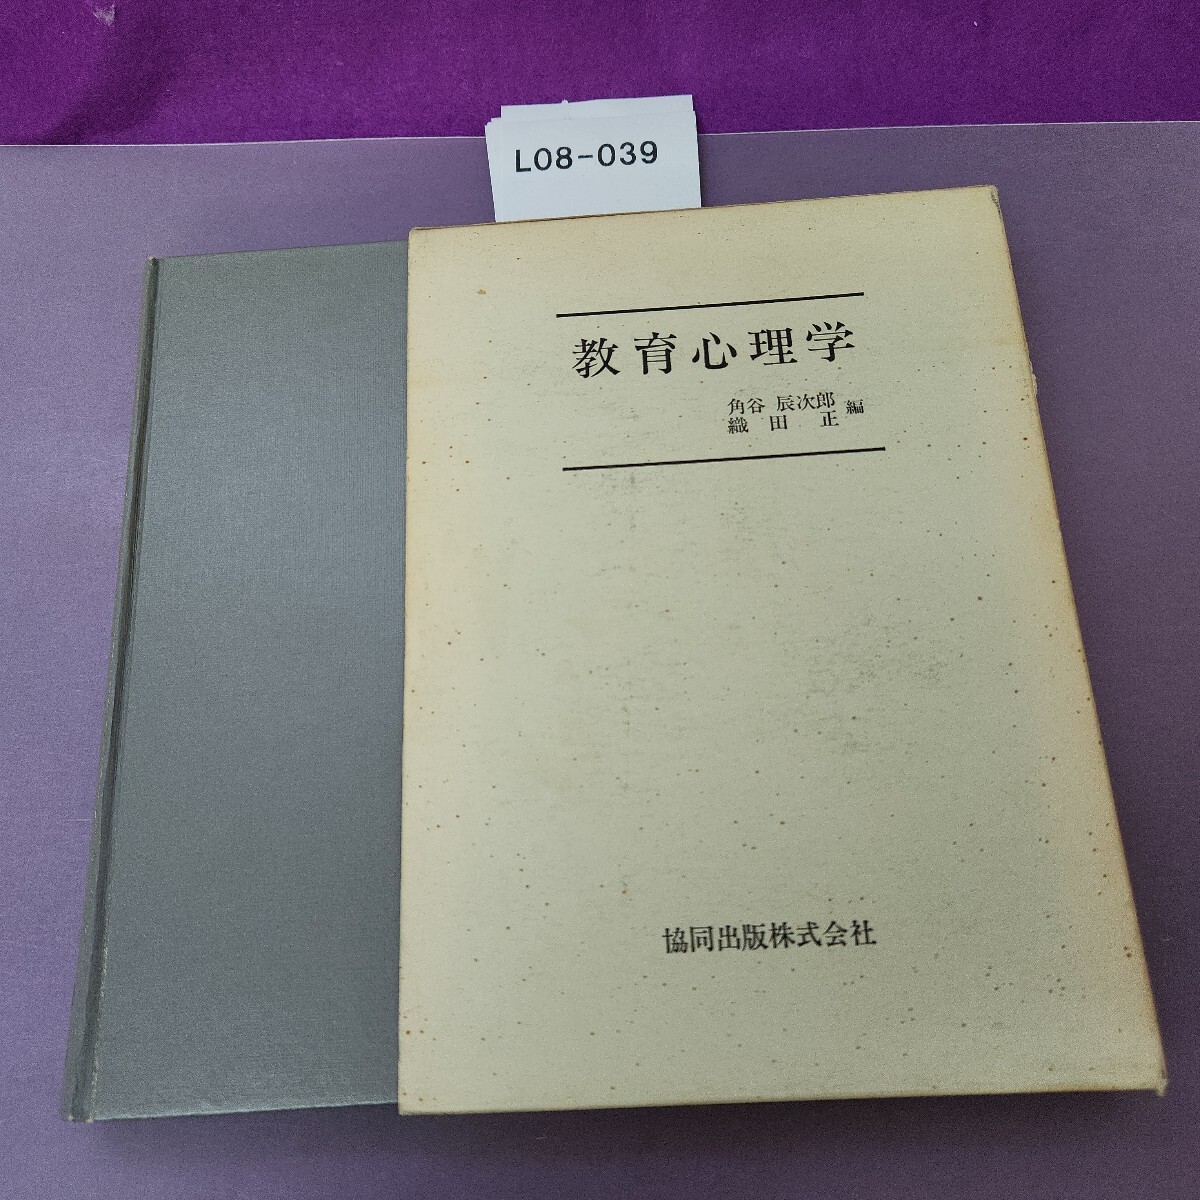 L08-039
教育心理学
角谷 辰次郎
織田 正 編
協同出版株式会社